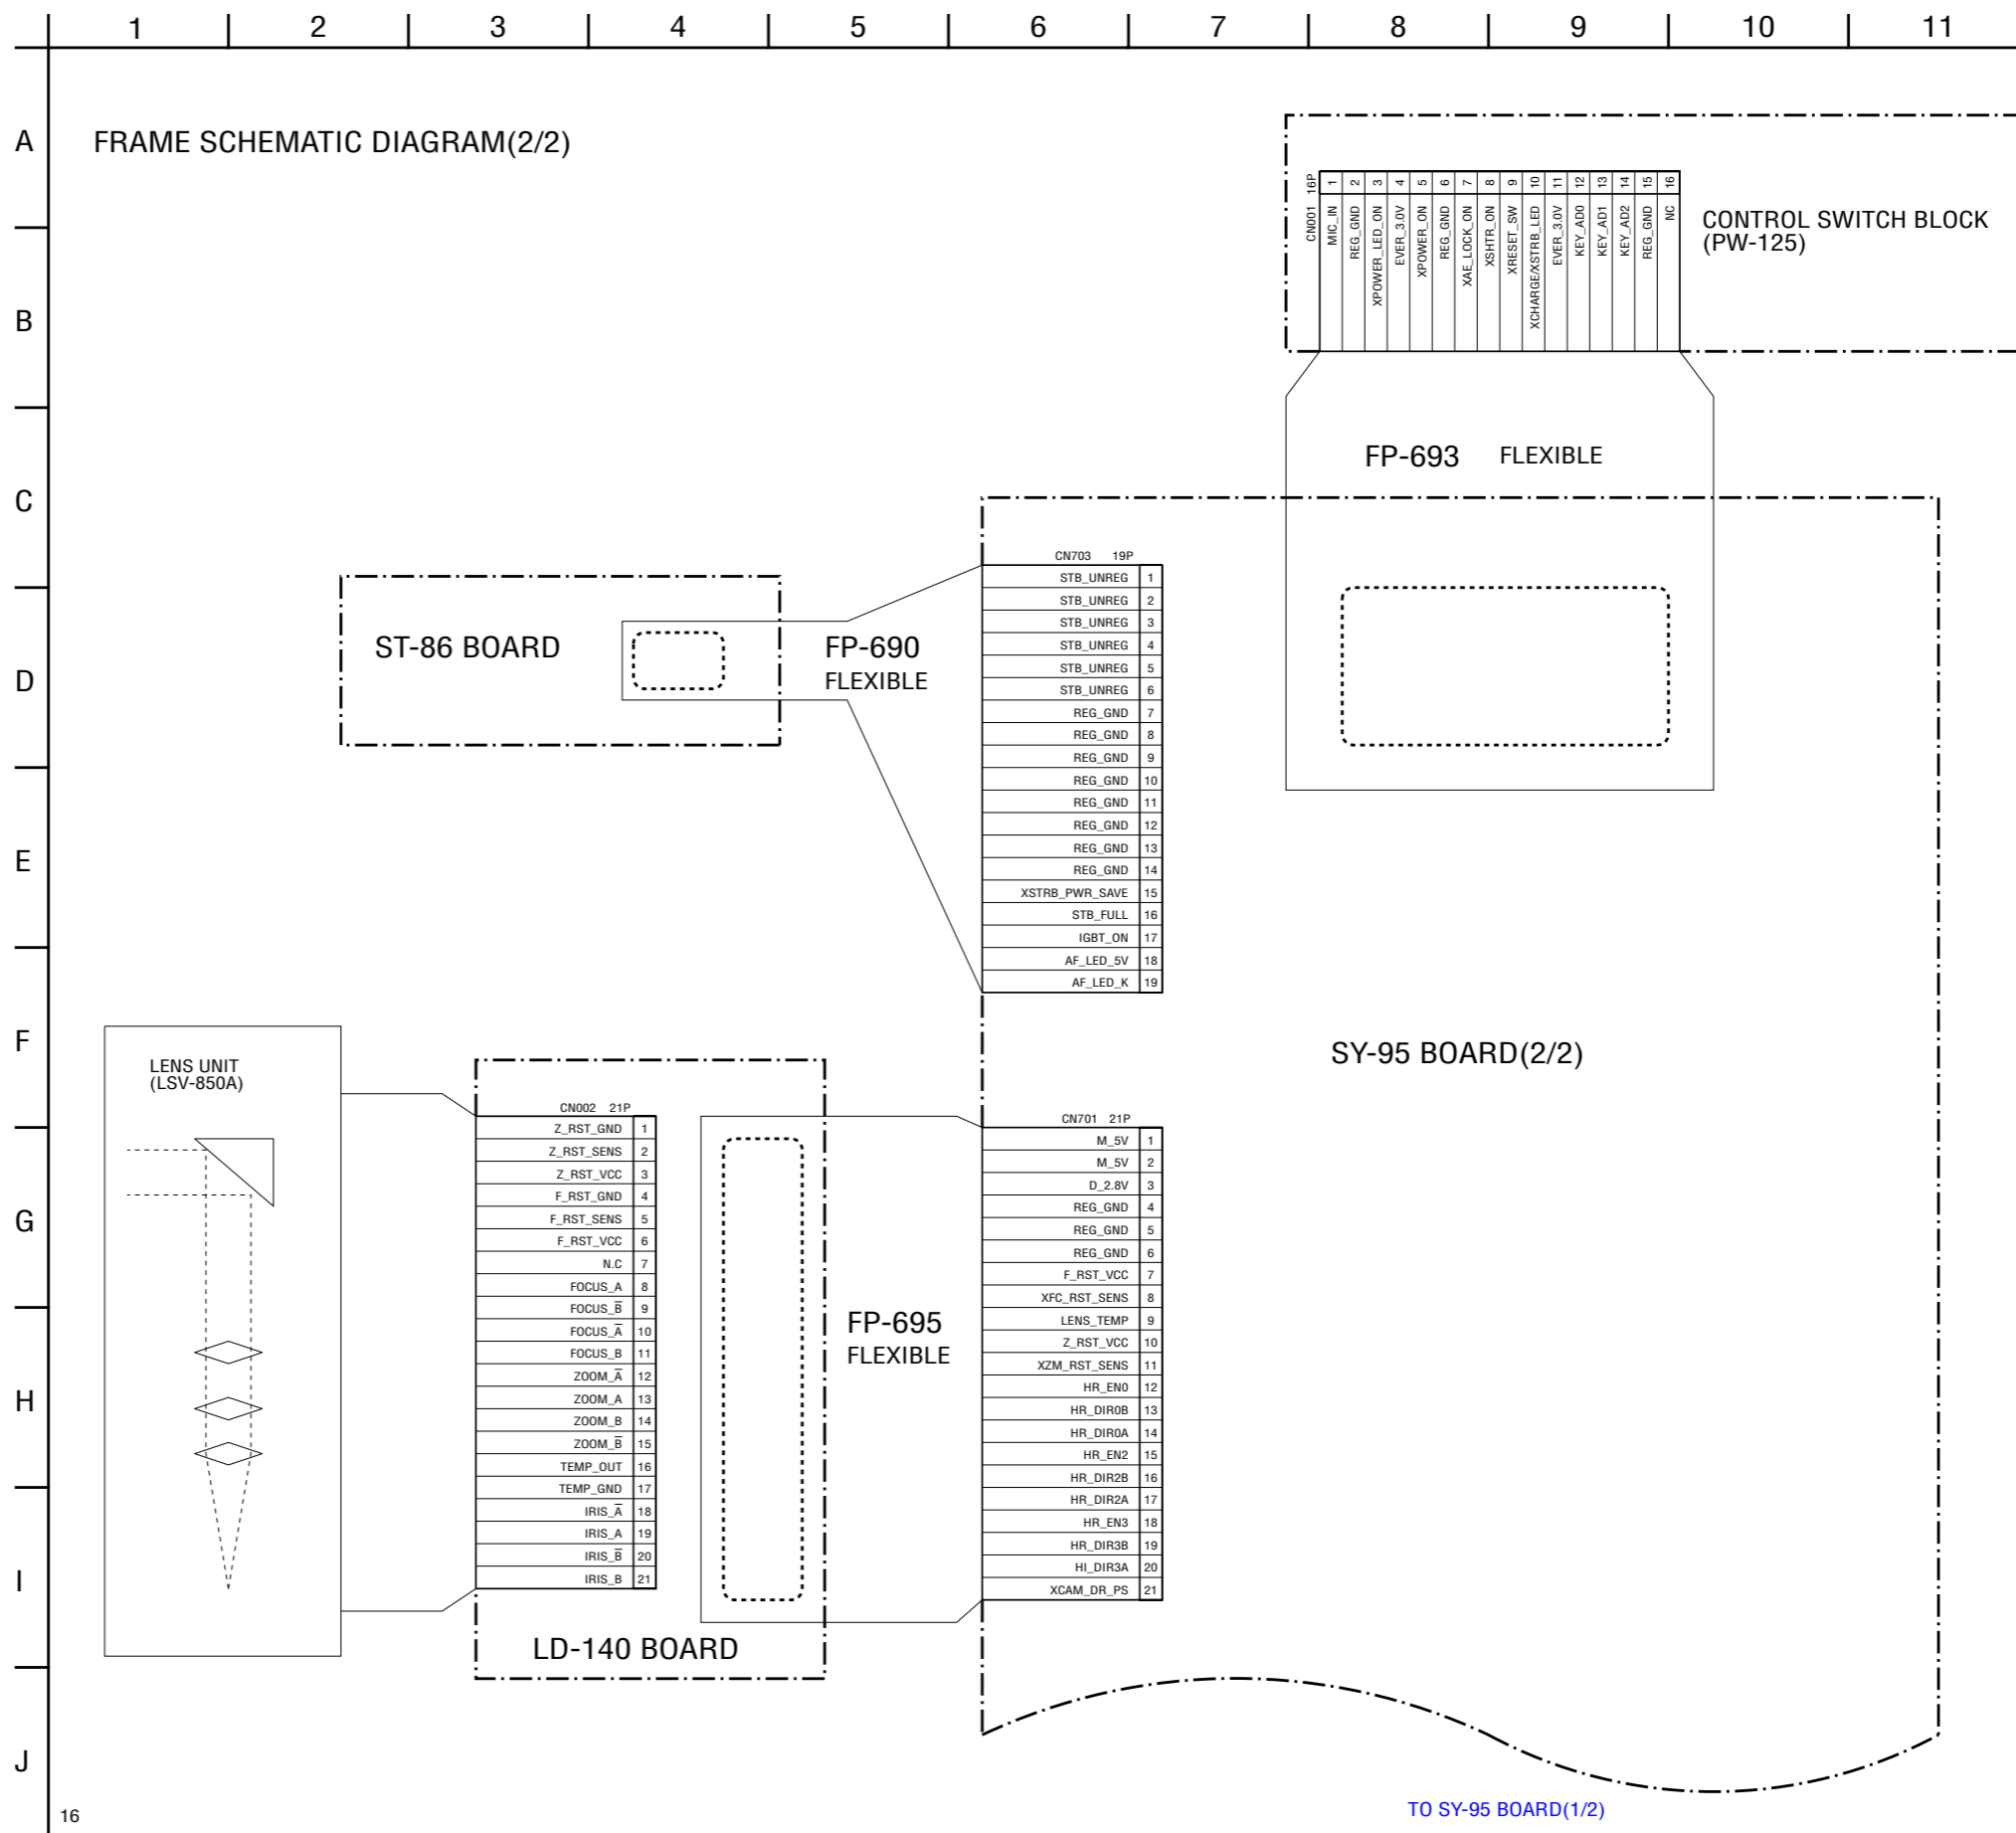 1 2 3 4 5 6 7 8 9 10 11
A
B
C
D
E
F
G
H
I
J
FRAME SCHEMATIC DIAGRAM(2/2)
CN001 16P
1 MIC_IN
2 REG_GND
3 XPOWER_LED_ON
4 EVER_3.0V
5 XPOWER_ON
6 REG_GND
7 XAE_LOCK_ON
8 XSHTR_ON
9 XRESET_SW
10 XCHARGE/XSTRB_LED
11 EVER_3.0V
12 KEY_AD0
13 KEY_AD1
14 KEY_AD2
15 REG_GND
16 NC
CONTROL SWITCH BLOCK
(PW-125)
FP-693 FLEXIBLE
ST-86 BOARD
FP-690
FLEXIBLE
CN703 19P
STB_UNREG 1
STB_UNREG 2
STB_UNREG 3
STB_UNREG 4
STB_UNREG 5
STB_UNREG 6
REG_GND 7
REG_GND 8
REG_GND 9
REG_GND 10
REG_GND 11
REG_GND 12
REG_GND 13
REG_GND 14
XSTRB_PWR_SAVE 15
STB_FULL 16
IGBT_ON 17
AF_LED_5V 18
AF_LED_K 19
SY-95 BOARD(2/2)
LENS UNIT
(LSV-850A)
CN002 21P
Z_RST_GND 1
Z_RST_SENS 2
Z_RST_VCC 3
F_RST_GND 4
F_RST_SENS 5
F_RST_VCC 6
N.C 7
FOCUS_A 8
FOCUS_B̅ 9
FOCUS_A̅ 10
FOCUS_B 11
ZOOM_A̅ 12
ZOOM_A 13
ZOOM_B 14
ZOOM_B̅ 15
TEMP_OUT 16
TEMP_GND 17
IRIS_A̅ 18
IRIS_A 19
IRIS_B̅ 20
IRIS_B 21
LD-140 BOARD
FP-695
FLEXIBLE
CN701 21P
M_5V 1
M_5V 2
D_2.8V 3
REG_GND 4
REG_GND 5
REG_GND 6
F_RST_VCC 7
XFC_RST_SENS 8
LENS_TEMP 9
Z_RST_VCC 10
XZM_RST_SENS 11
HR_EN0 12
HR_DIR0B 13
HR_DIR0A 14
HR_EN2 15
HR_DIR2B 16
HR_DIR2A 17
HR_EN3 18
HR_DIR3B 19
HI_DIR3A 20
XCAM_DR_PS 21
TO SY-95 BOARD(1/2)
16